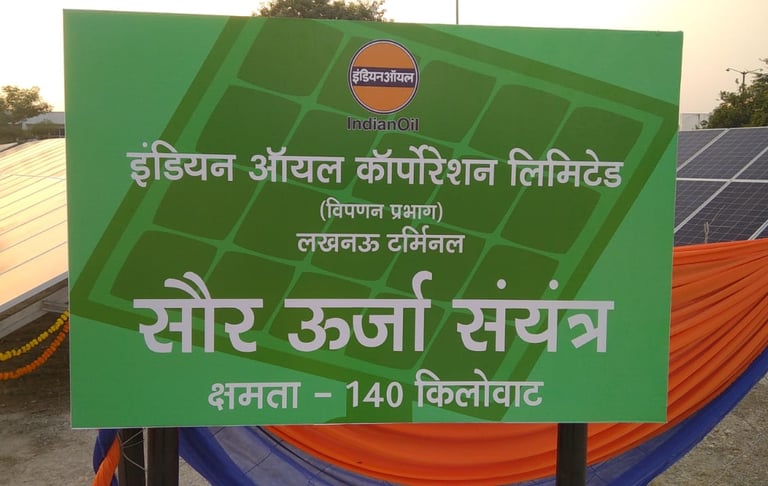 इंडियनऑयल
IndianOil
इंडियन ऑयल कॉर्पोरेशन लिमिटेड
(विपणन प्रभाग)
लखनऊ टर्मिनल
सौर ऊर्जा संयंत्र
क्षमता - 140 किलोवाट